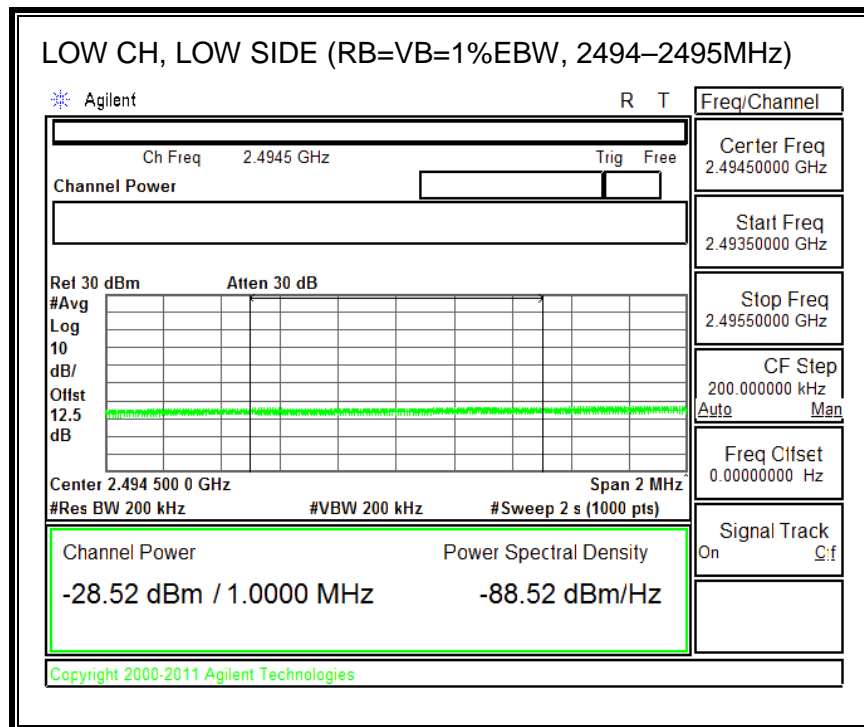 LOW CH, LOW SIDE (RB=VB=1%EBW, 2494–2495MHz)
Agilent R T
Freq/Channel
Ch Freq 2.4945 GHz Trig Free
Channel Power
Center Freq
2.49450000 GHz
Start Freq
2.49350000 GHz
Stop Freq
2.49550000 GHz
CF Step
200.000000 kHz
Auto Man
Freq Offset
0.00000000 Hz
Signal Track
On Off
Ref 30 dBm Atten 30 dB
#Avg
Log
10
dB/
Offst
12.5
dB
Center 2.494 500 0 GHz Span 2 MHz
#Res BW 200 kHz #VBW 200 kHz #Sweep 2 s (1000 pts)
Channel Power Power Spectral Density
-28.52 dBm / 1.0000 MHz -88.52 dBm/Hz
Copyright 2000-2011 Agilent Technologies